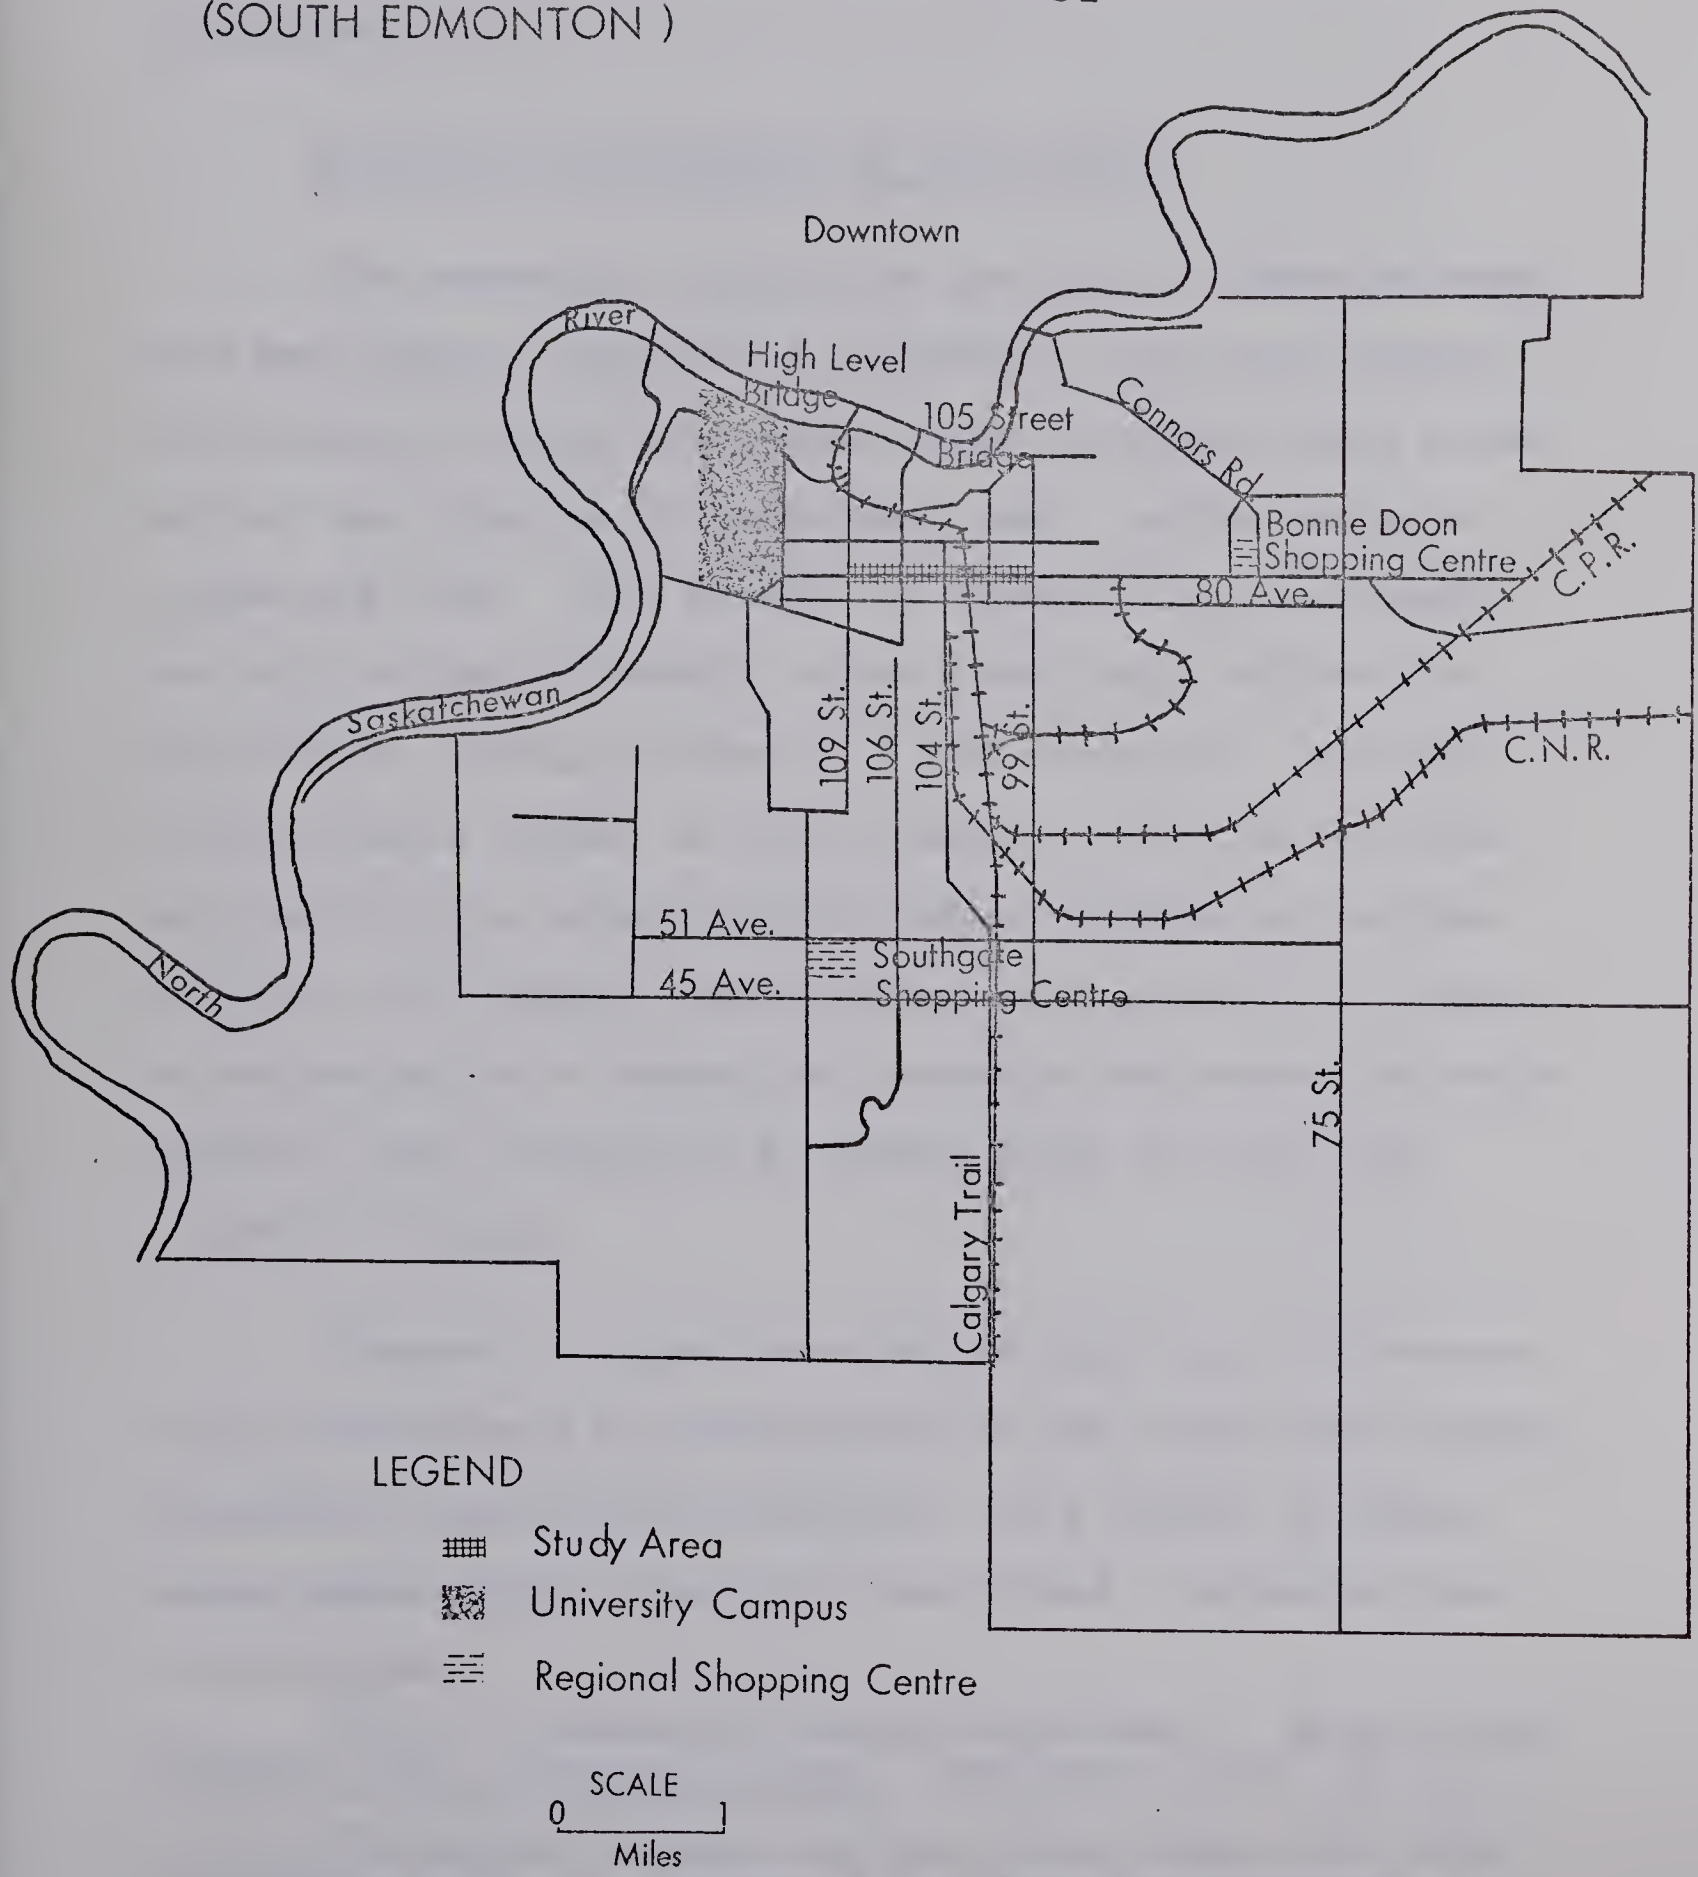 (SOUTH EDMONTON )
Downtown
River
High Level
Bridge
105 Street
Bridge
Connors Rd
Bonnie Doon
Shopping Centre
C.P.R.
80 Ave.
Saskatchewan
109 St.
106 St.
104 St.
99 St.
C.N.R.
51 Ave.
Southgate
45 Ave.
Shopping Centre
North
75 St.
Calgary Trail
LEGEND
Study Area
University Campus
Regional Shopping Centre
SCALE
0 1
Miles